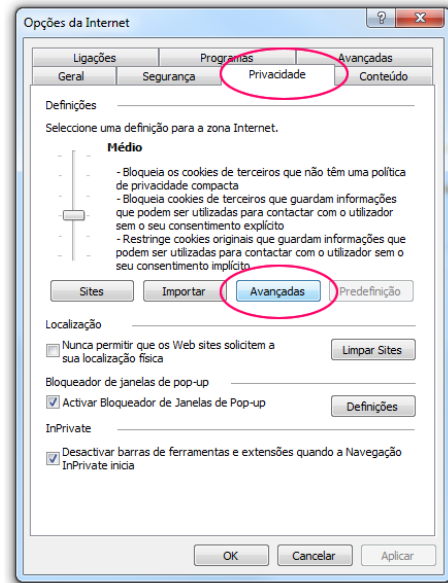 Opções da Internet
?
X
Ligações
Programas
Avançadas
Geral
Segurança
Privacidade
Conteúdo
Definições
Seleccione uma definição para a zona Internet.
Médio
- Bloqueia os cookies de terceiros que não têm uma política
de privacidade compacta
- Bloqueia cookies de terceiros que guardam informações
que podem ser utilizadas para contactar com o utilizador
sem o seu consentimento explícito
- Restringe cookies originais que guardam informações que
podem ser utilizadas para contactar com o utilizador sem o
seu consentimento implícito
Sites
Importar
Avançadas
Predefinição
Localização
Nunca permitir que os Web sites solicitem a
sua localização física
Limpar Sites
Bloqueador de janelas de pop-up
Activar Bloqueador de Janelas de Pop-up
Definições
InPrivate
Desactivar barras de ferramentas e extensões quando a Navegação
InPrivate inicia
OK
Cancelar
Aplicar